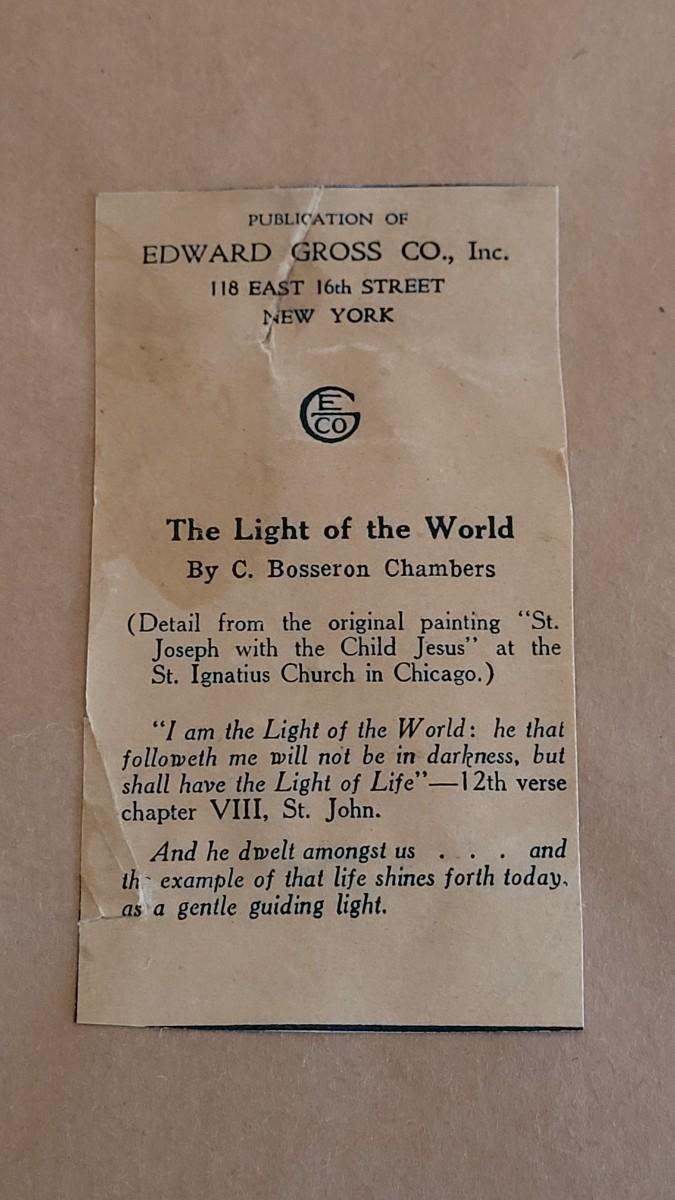 PUBLICATION OF
EDWARD GROSS CO., Inc.
118 EAST 16th STREET
NEW YORK
G E CO
The Light of the World
By C. Bosseron Chambers
(Detail from the original painting "St.
Joseph with the Child Jesus" at the
St. Ignatius Church in Chicago.)
"I am the Light of the World: he that
followeth me will not be in darkness, but
shall have the Light of Life"—12th verse
chapter VIII, St. John.
And he dwelt amongst us . . . and
the example of that life shines forth today,
as a gentle guiding light.